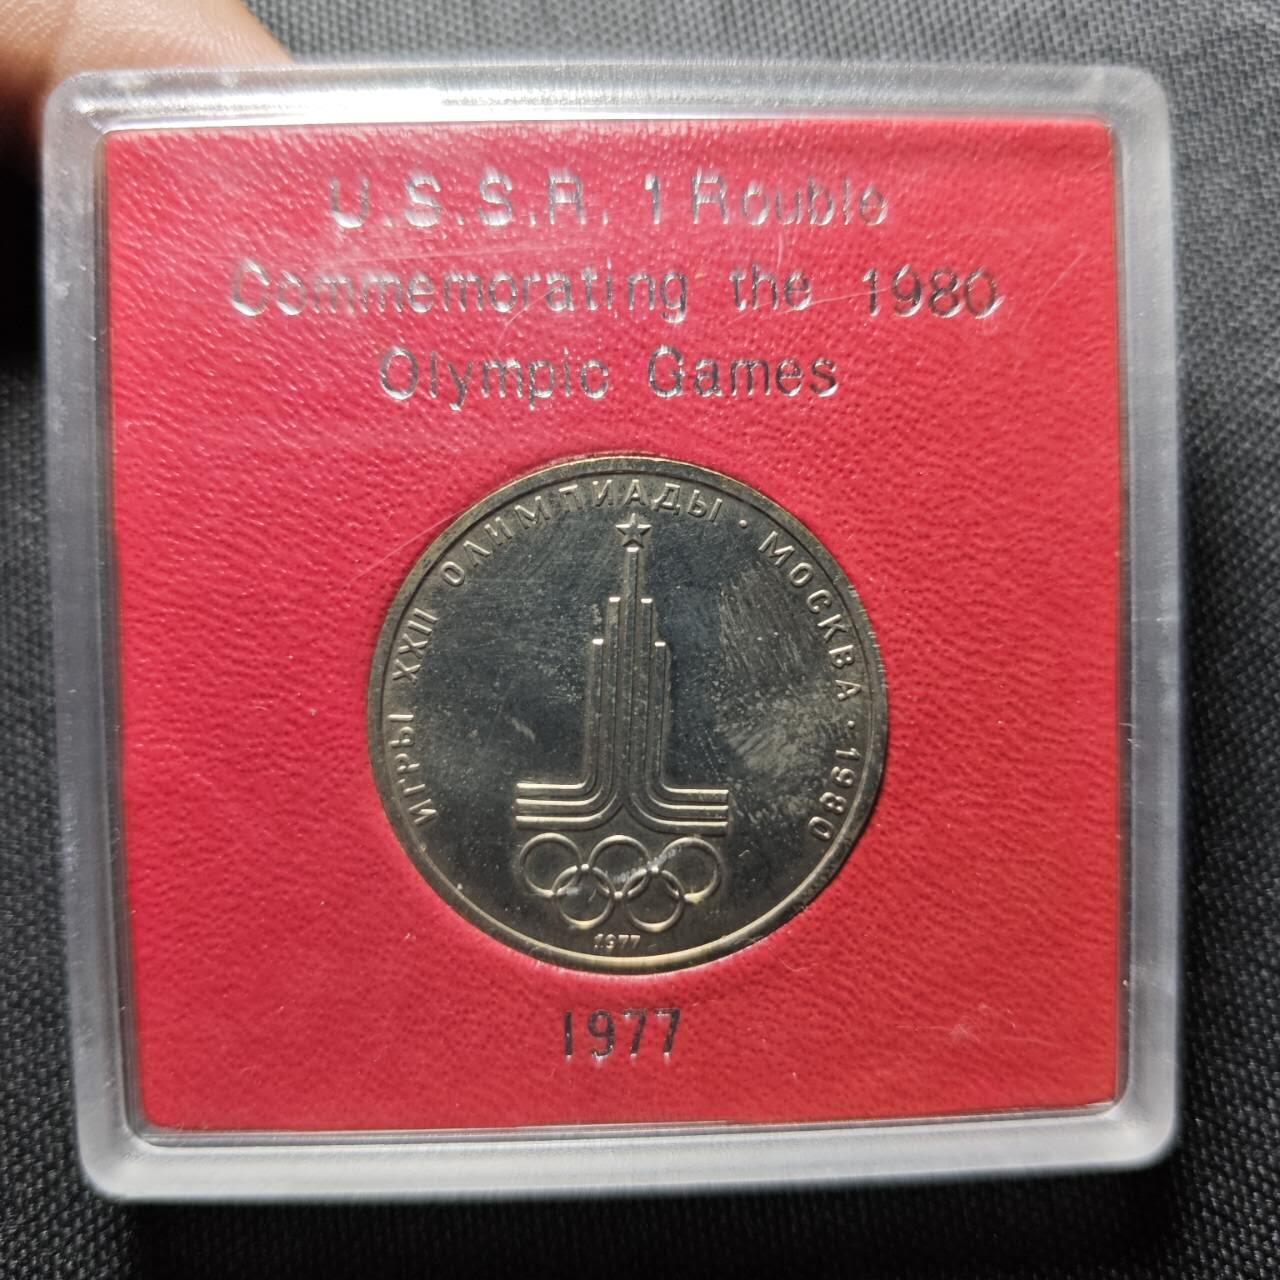 U.S.S.R. 1 Rouble
Commemorating the 1980
Olympic Games
ИГРЫ XXII ОЛИМПИАДЫ · МОСКВА · 1980
1977
1977